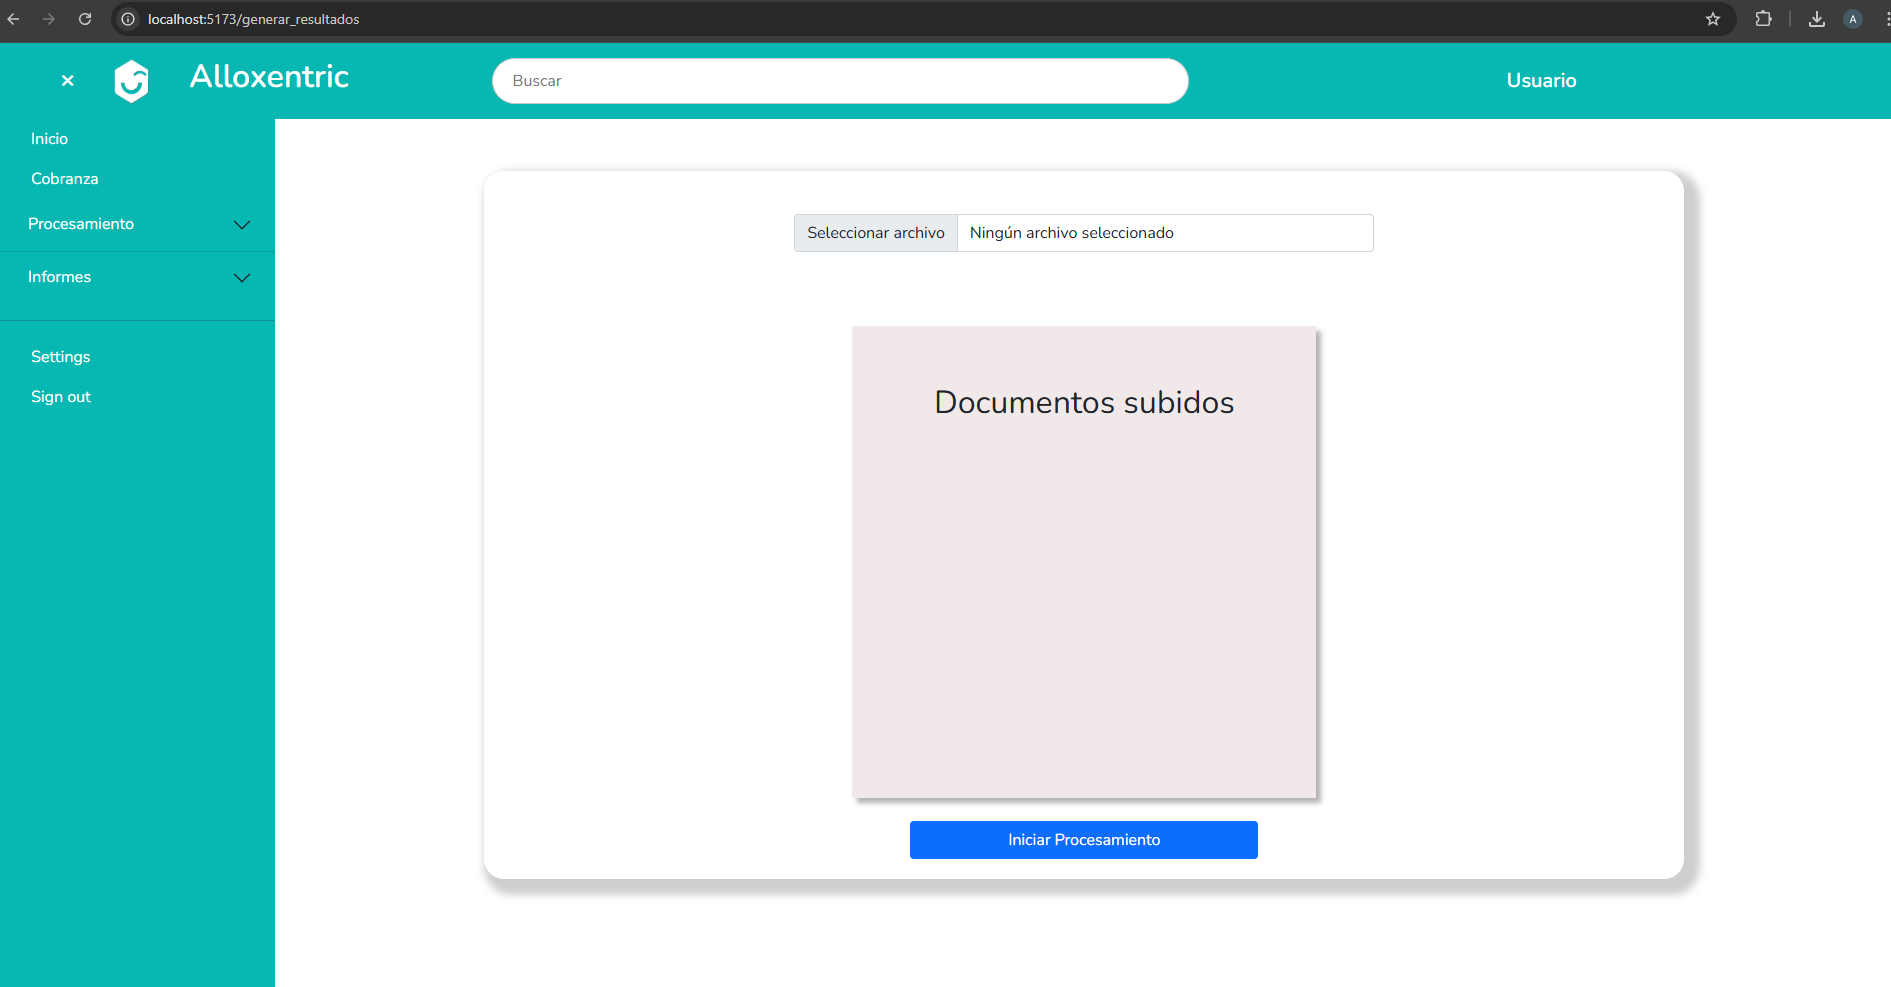 localhost:5173/generar_resultados
A
Alloxentric
Buscar
Usuario
Inicio
Cobranza
Procesamiento
Informes
Settings
Sign out
Seleccionar archivo Ningún archivo seleccionado
Documentos subidos
Iniciar Procesamiento